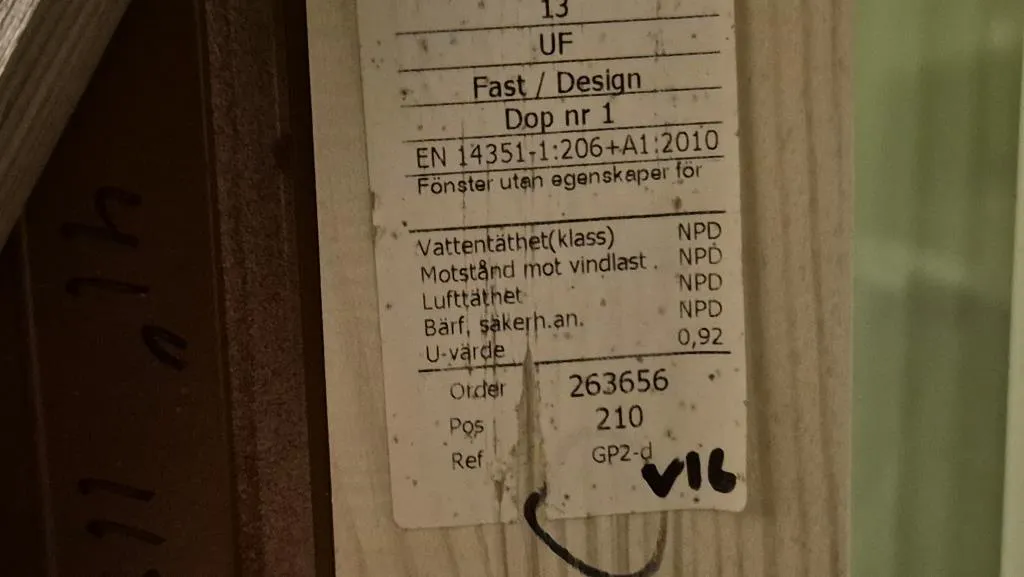 13
UF
Fast / Design
Dop nr 1
EN 14351-1:206+A1:2010
Fönster utan egenskaper för
Vattentäthet(klass) NPD
Motstånd mot vindlast . NPD
Lufttäthet NPD
Bärf. säkerh.an. NPD
U-värde 0,92
Order 263656
Pos 210
Ref GP2-d
V16